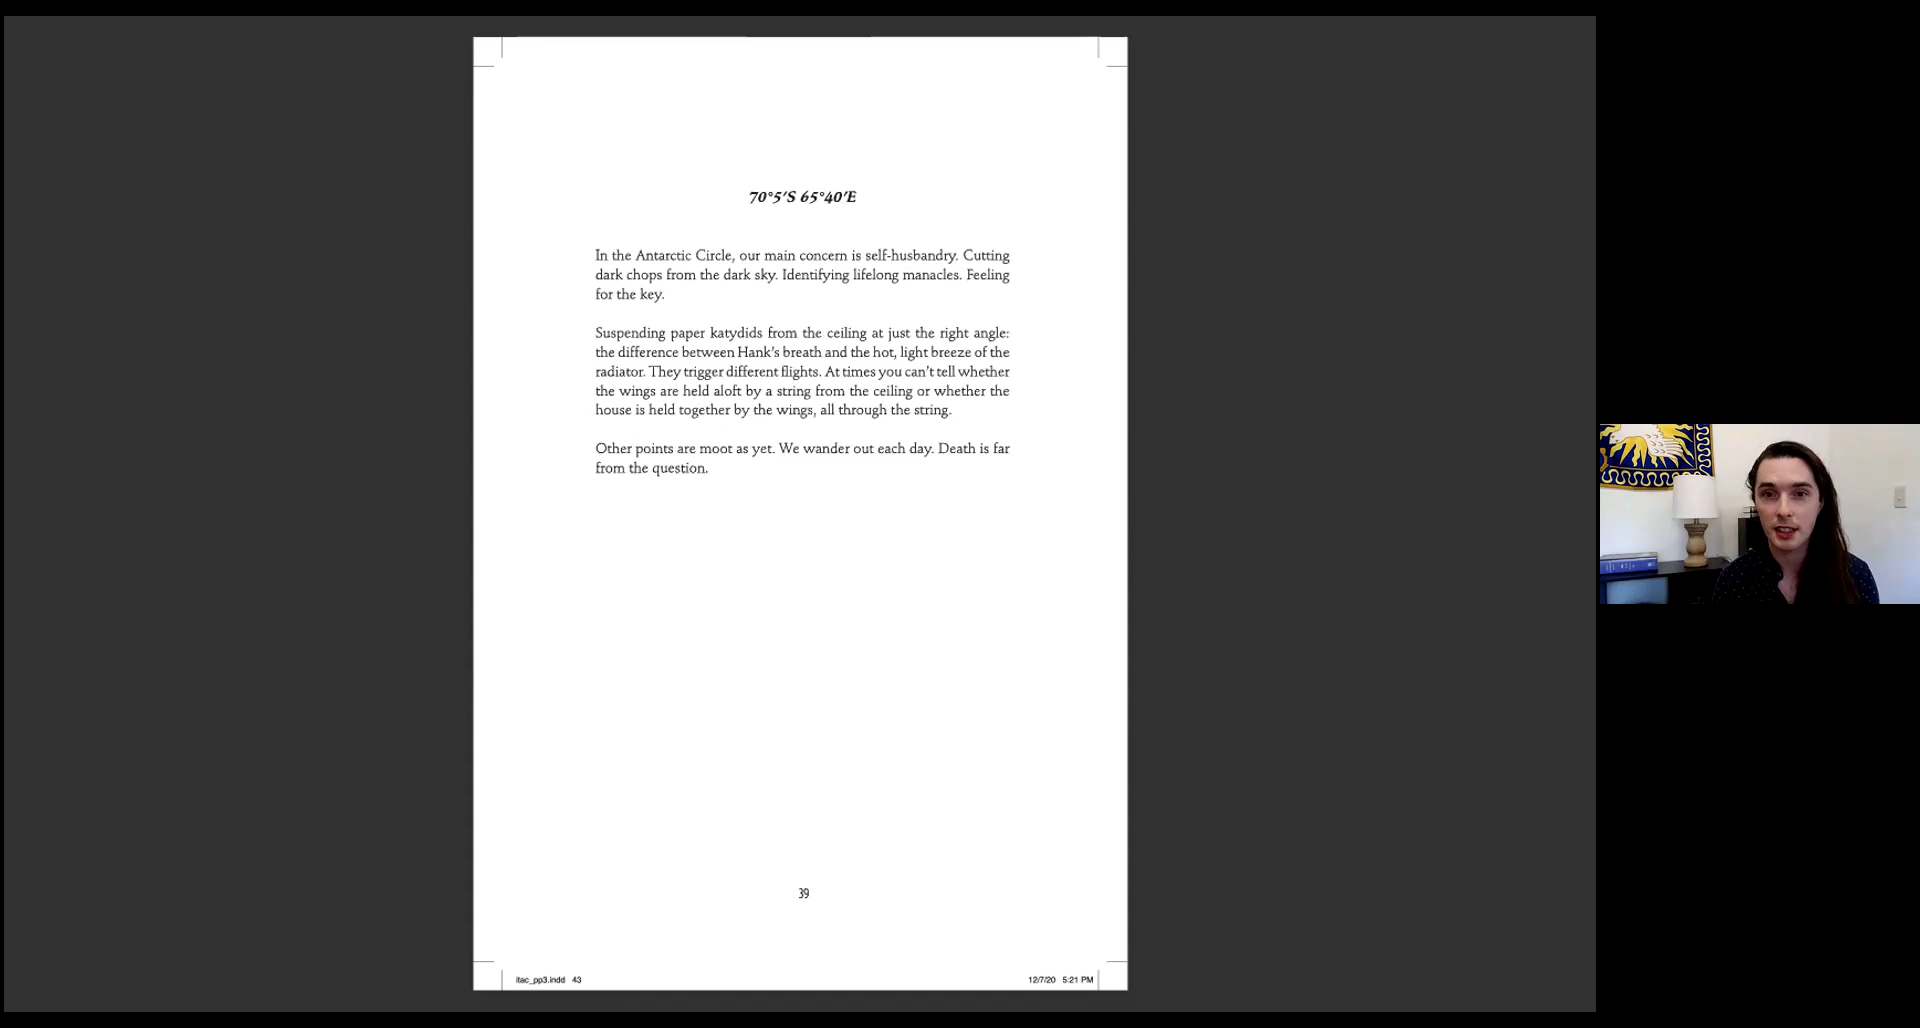 70°5'S 65°40'E
In the Antarctic Circle, our main concern is self-husbandry. Cutting
dark chops from the dark sky. Identifying lifelong manacles. Feeling
for the key.
Suspending paper katydids from the ceiling at just the right angle:
the difference between Hank's breath and the hot, light breeze of the
radiator. They trigger different flights. At times you can't tell whether
the wings are held aloft by a string from the ceiling or whether the
house is held together by the wings, all through the string.
Other points are moot as yet. We wander out each day. Death is far
from the question.
39
itac_pp3.indd 43
12/7/20 5:21 PM